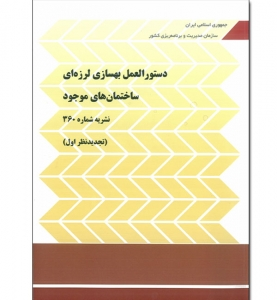 جمهوری اسلامی ایران
سازمان مدیریت و برنامه‌ریزی کشور
دستورالعمل بهسازی لرزه‌ای
ساختمان‌های موجود
نشریه شماره ۳۶۰
(تجدیدنظر اول)